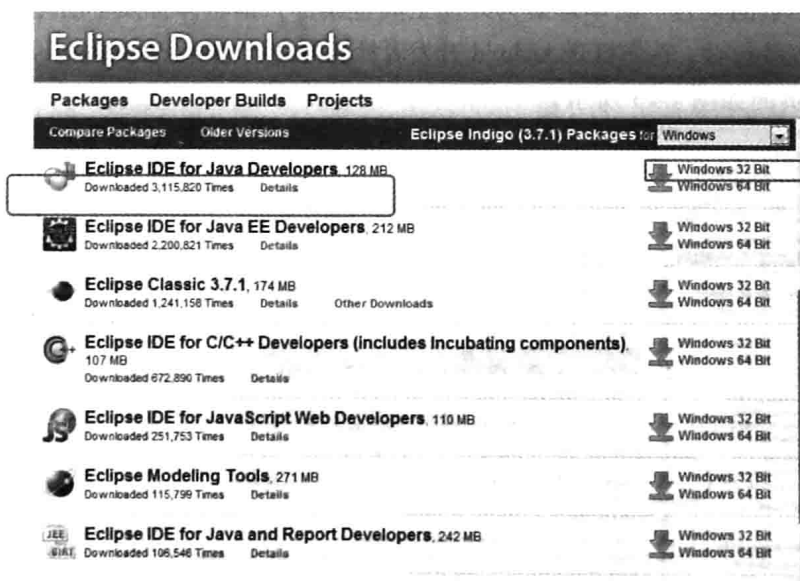 Eclipse Downloads
Packages Developer Builds Projects
Compare Packages Older Versions Eclipse Indigo (3.7.1) Packages for Windows
Eclipse IDE for Java Developers, 128 MB Windows 32 Bit
Downloaded 3,115,820 Times Details Windows 64 Bit
Eclipse IDE for Java EE Developers, 212 MB Windows 32 Bit
Downloaded 2,200,821 Times Details Windows 64 Bit
Eclipse Classic 3.7.1, 174 MB Windows 32 Bit
Downloaded 1,241,158 Times Details Other Downloads Windows 64 Bit
Eclipse IDE for C/C++ Developers (includes Incubating components), Windows 32 Bit
107 MB Windows 64 Bit
Downloaded 672,890 Times Details
Eclipse IDE for JavaScript Web Developers, 110 MB Windows 32 Bit
JS Downloaded 251,753 Times Details Windows 64 Bit
Eclipse Modeling Tools, 271 MB Windows 32 Bit
Downloaded 115,799 Times Details Windows 64 Bit
JEE Eclipse IDE for Java and Report Developers, 242 MB Windows 32 Bit
BIRT Downloaded 106,546 Times Details Windows 64 Bit